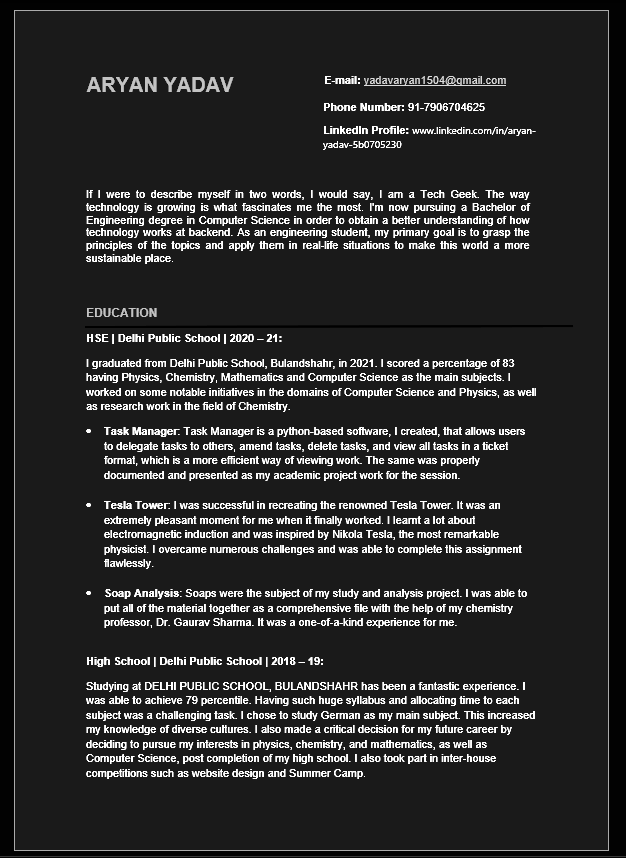 ARYAN YADAV
E-mail: yadavaryan1504@gmail.com
Phone Number: 91-7906704625
LinkedIn Profile: www.linkedin.com/in/aryan-
yadav-5b0705230
If I were to describe myself in two words, I would say, I am a Tech Geek. The way
technology is growing is what fascinates me the most. I'm now pursuing a Bachelor of
Engineering degree in Computer Science in order to obtain a better understanding of how
technology works at backend. As an engineering student, my primary goal is to grasp the
principles of the topics and apply them in real-life situations to make this world a more
sustainable place.
EDUCATION
HSE | Delhi Public School | 2020 – 21:
I graduated from Delhi Public School, Bulandshahr, in 2021. I scored a percentage of 83
having Physics, Chemistry, Mathematics and Computer Science as the main subjects. I
worked on some notable initiatives in the domains of Computer Science and Physics, as well
as research work in the field of Chemistry.
• Task Manager: Task Manager is a python-based software, I created, that allows users
to delegate tasks to others, amend tasks, delete tasks, and view all tasks in a ticket
format, which is a more efficient way of viewing work. The same was properly
documented and presented as my academic project work for the session.
• Tesla Tower: I was successful in recreating the renowned Tesla Tower. It was an
extremely pleasant moment for me when it finally worked. I learnt a lot about
electromagnetic induction and was inspired by Nikola Tesla, the most remarkable
physicist. I overcame numerous challenges and was able to complete this assignment
flawlessly.
• Soap Analysis: Soaps were the subject of my study and analysis project. I was able to
put all of the material together as a comprehensive file with the help of my chemistry
professor, Dr. Gaurav Sharma. It was a one-of-a-kind experience for me.
High School | Delhi Public School | 2018 – 19:
Studying at DELHI PUBLIC SCHOOL, BULANDSHAHR has been a fantastic experience. I
was able to achieve 79 percentile. Having such huge syllabus and allocating time to each
subject was a challenging task. I chose to study German as my main subject. This increased
my knowledge of diverse cultures. I also made a critical decision for my future career by
deciding to pursue my interests in physics, chemistry, and mathematics, as well as
Computer Science, post completion of my high school. I also took part in inter-house
competitions such as website design and Summer Camp.